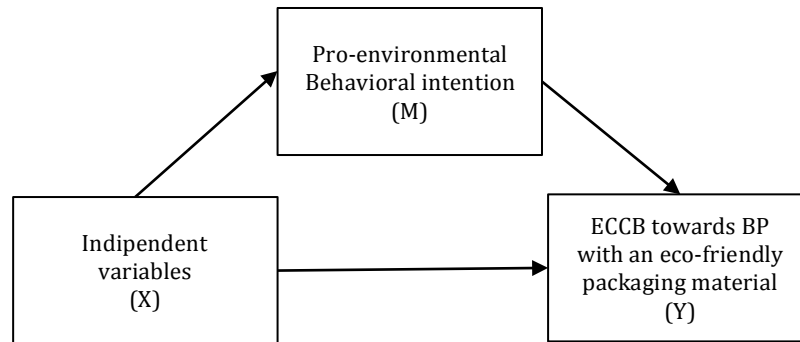 Pro-environmental
Behavioral intention
(M)
Indipendent
variables
(X)
ECCB towards BP
with an eco-friendly
packaging material
(Y)